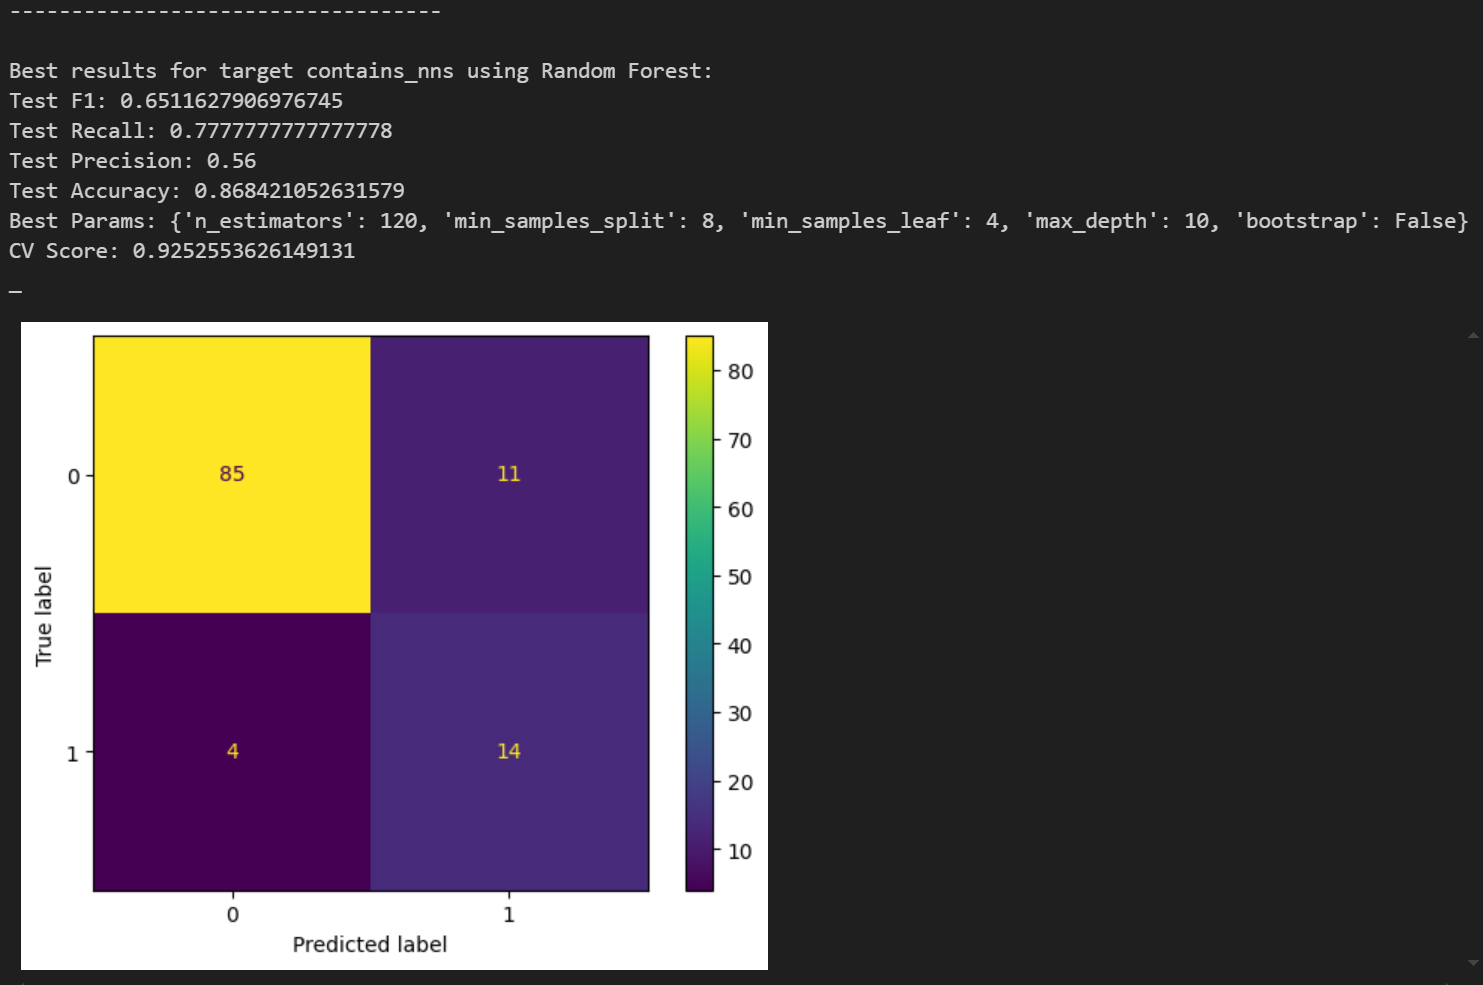 -----------------------------------
Best results for target contains_nns using Random Forest:
Test F1: 0.6511627906976745
Test Recall: 0.7777777777777778
Test Precision: 0.56
Test Accuracy: 0.868421052631579
Best Params: {'n_estimators': 120, 'min_samples_split': 8, 'min_samples_leaf': 4, 'max_depth': 10, 'bootstrap': False}
CV Score: 0.9252553626149131
_
80
85
11
0
70
60
50
True label
40
4
14
1
30
20
10
0
1
Predicted label